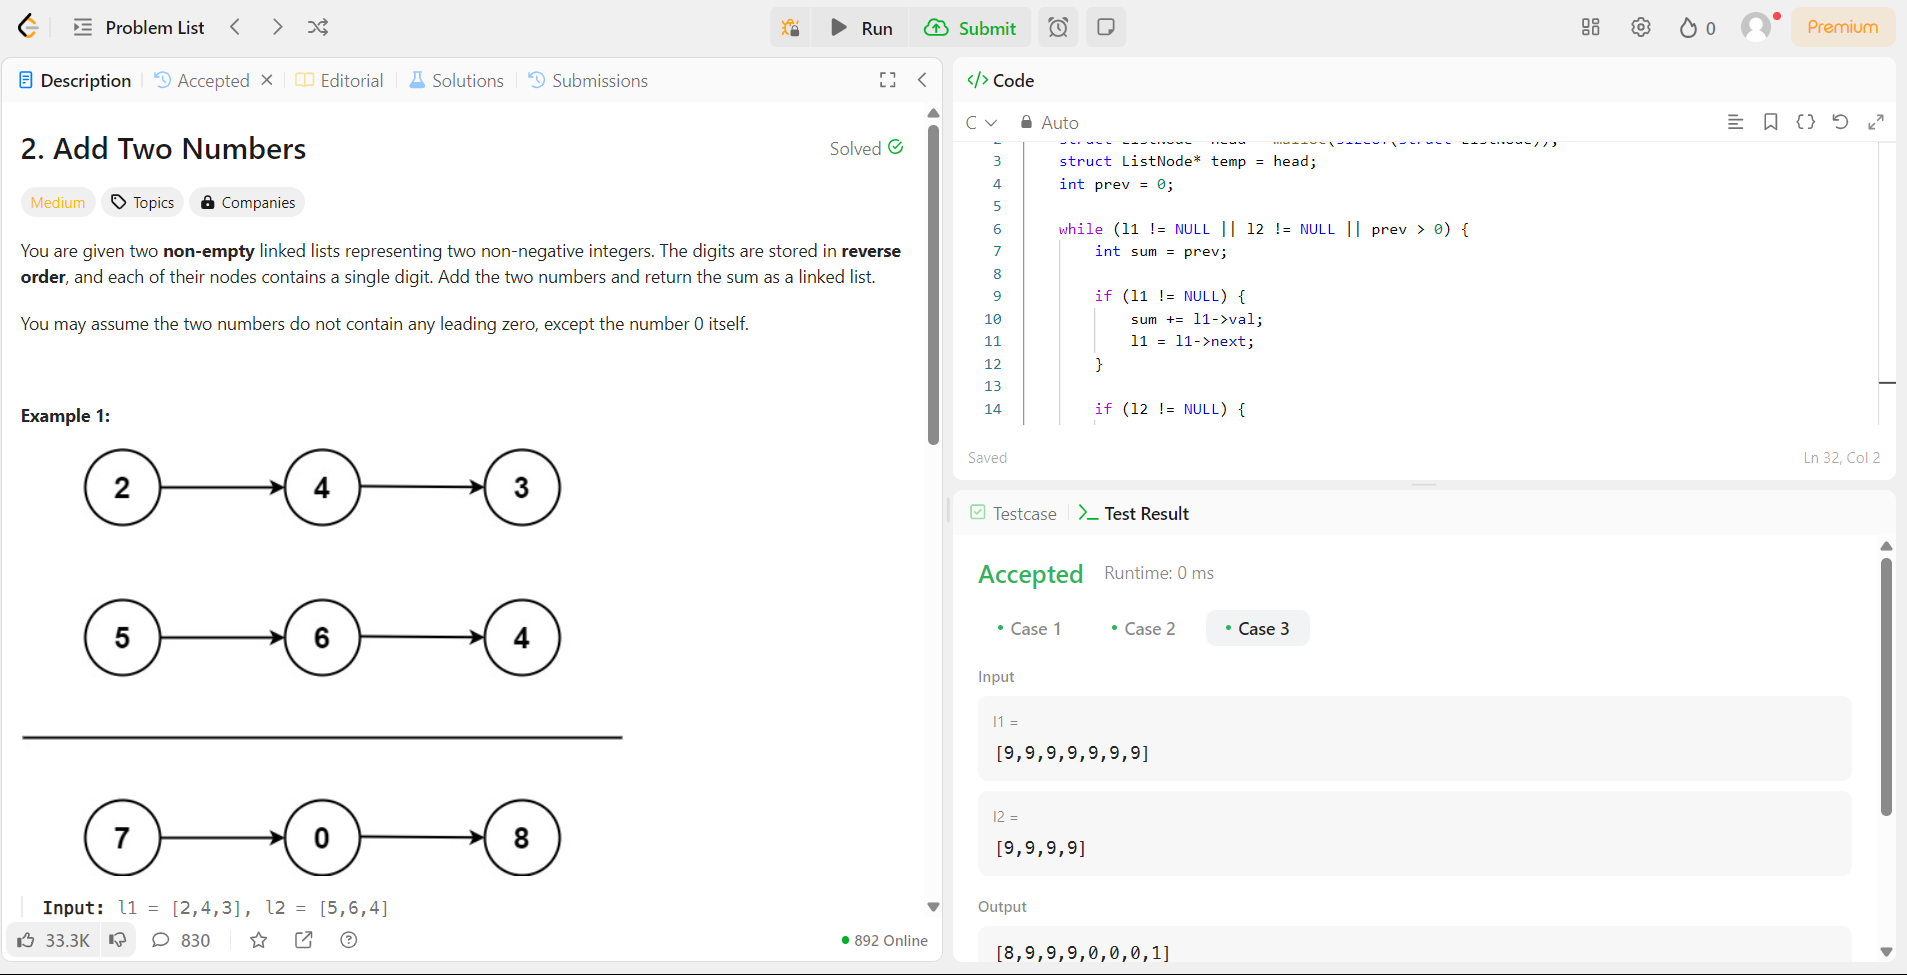 Problem List
Run
Submit
0
Premium
Description
Accepted
Editorial
Solutions
Submissions
2. Add Two Numbers
Solved
Medium
Topics
Companies
You are given two non-empty linked lists representing two non-negative integers. The digits are stored in reverse
order, and each of their nodes contains a single digit. Add the two numbers and return the sum as a linked list.
You may assume the two numbers do not contain any leading zero, except the number 0 itself.
Example 1:
2 4 3
5 6 4
7 0 8
Input: l1 = [2,4,3], l2 = [5,6,4]
33.3K
830
892 Online
</> Code
C
Auto
2 struct ListNode* head = malloc(sizeof(struct ListNode));
3 struct ListNode* temp = head;
4 int prev = 0;
5
6 while (l1 != NULL || l2 != NULL || prev > 0) {
7 int sum = prev;
8
9 if (l1 != NULL) {
10 sum += l1->val;
11 l1 = l1->next;
12 }
13
14 if (l2 != NULL) {
Saved
Ln 32, Col 2
Testcase
Test Result
Accepted
Runtime: 0 ms
Case 1
Case 2
Case 3
Input
l1 =
[9,9,9,9,9,9,9]
l2 =
[9,9,9,9]
Output
[8,9,9,9,0,0,0,1]